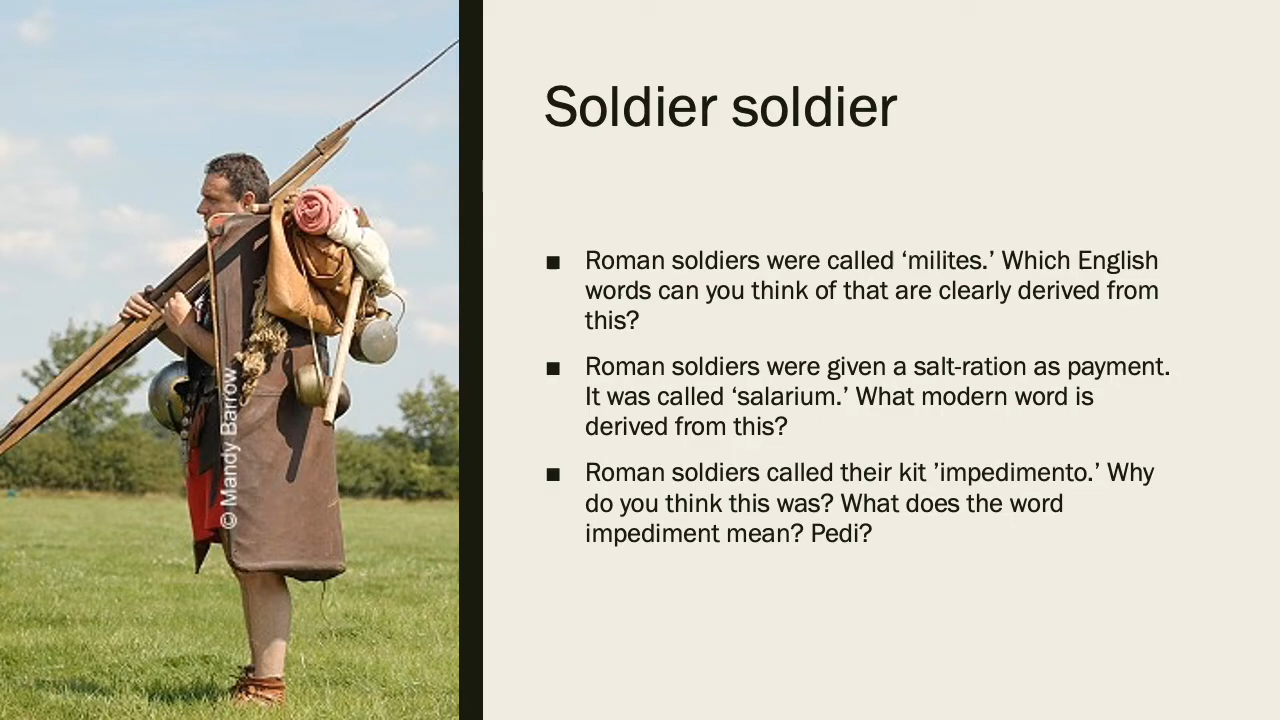 Soldier soldier
▪ Roman soldiers were called ‘milites.’ Which English
words can you think of that are clearly derived from
this?
▪ Roman soldiers were given a salt-ration as payment.
It was called ‘salarium.’ What modern word is
derived from this?
▪ Roman soldiers called their kit ’impedimento.’ Why
do you think this was? What does the word
impediment mean? Pedi?
© Mandy Barrow